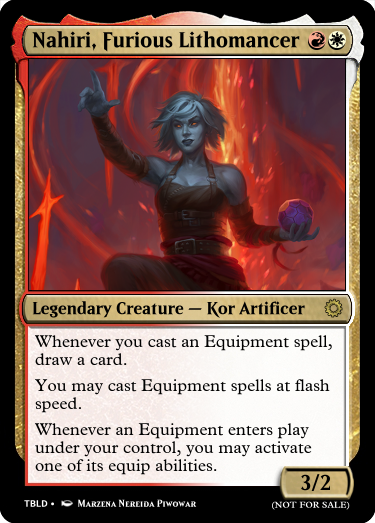 Nahiri, Furious Lithomancer
Legendary Creature — Kor Artificer
Whenever you cast an Equipment spell,
draw a card.
You may cast Equipment spells at flash
speed.
Whenever an Equipment enters play
under your control, you may activate
one of its equip abilities.
3/2
TBLD • Marzena Nereida Piwowar
(NOT FOR SALE)